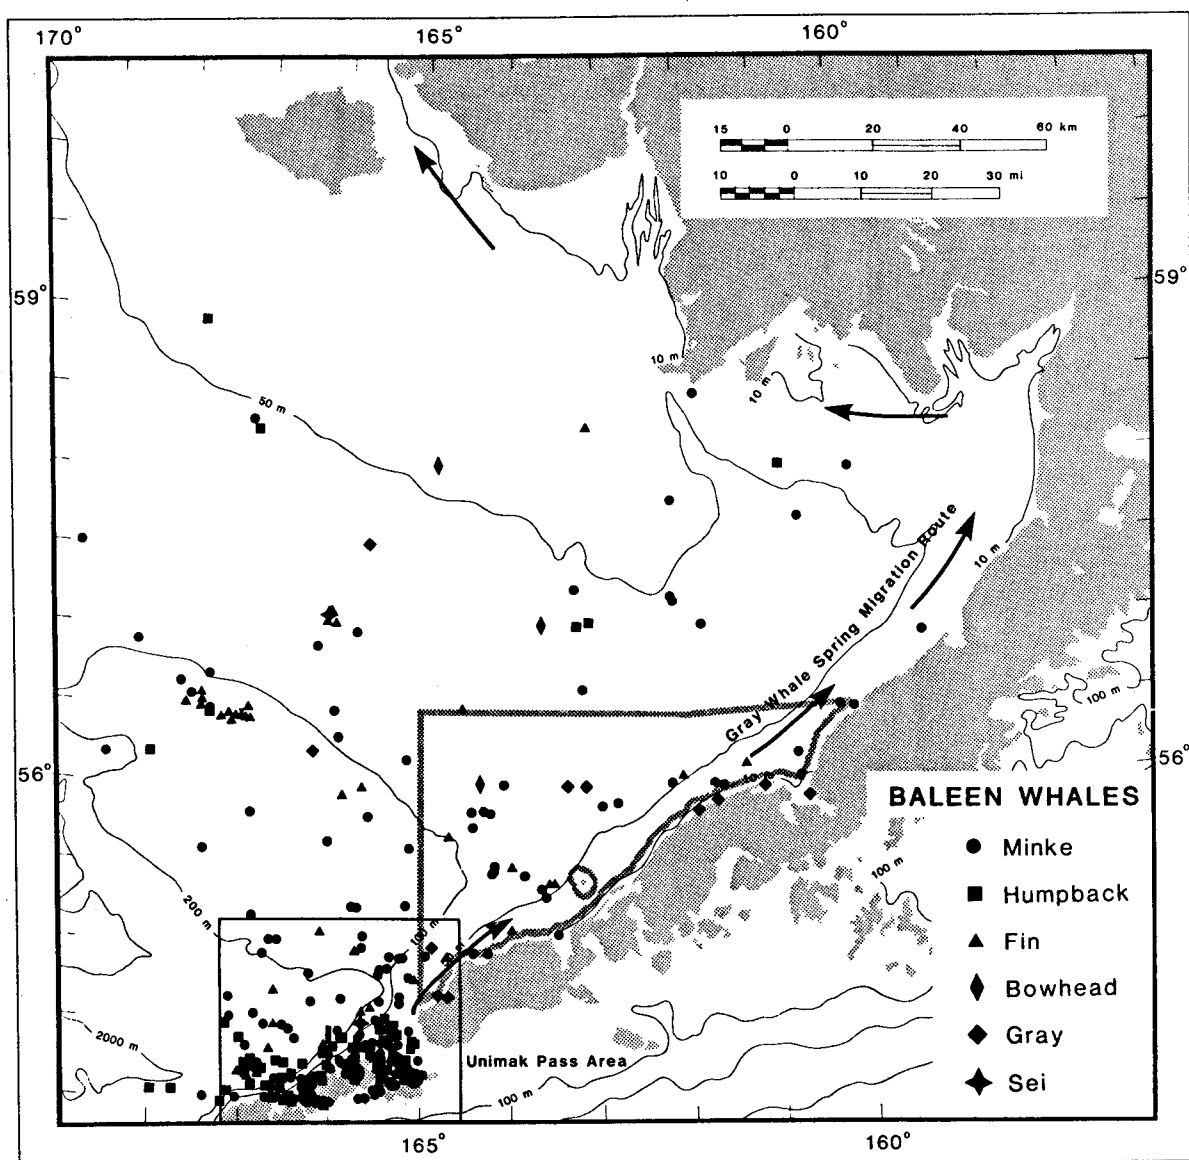 170°
165°
160°
15 0 20 40 60 km
10 0 10 20 30 mi
59°
59°
10 m
10 m
50 m
Gray Whale Spring Migration Route
10 m
100 m
56°
56°
10 m
BALEEN WHALES
Minke
Humpback
Fin
Bowhead
Gray
Sei
100 m
200 m
100 m
2000 m
Unimak Pass Area
100 m
165°
160°